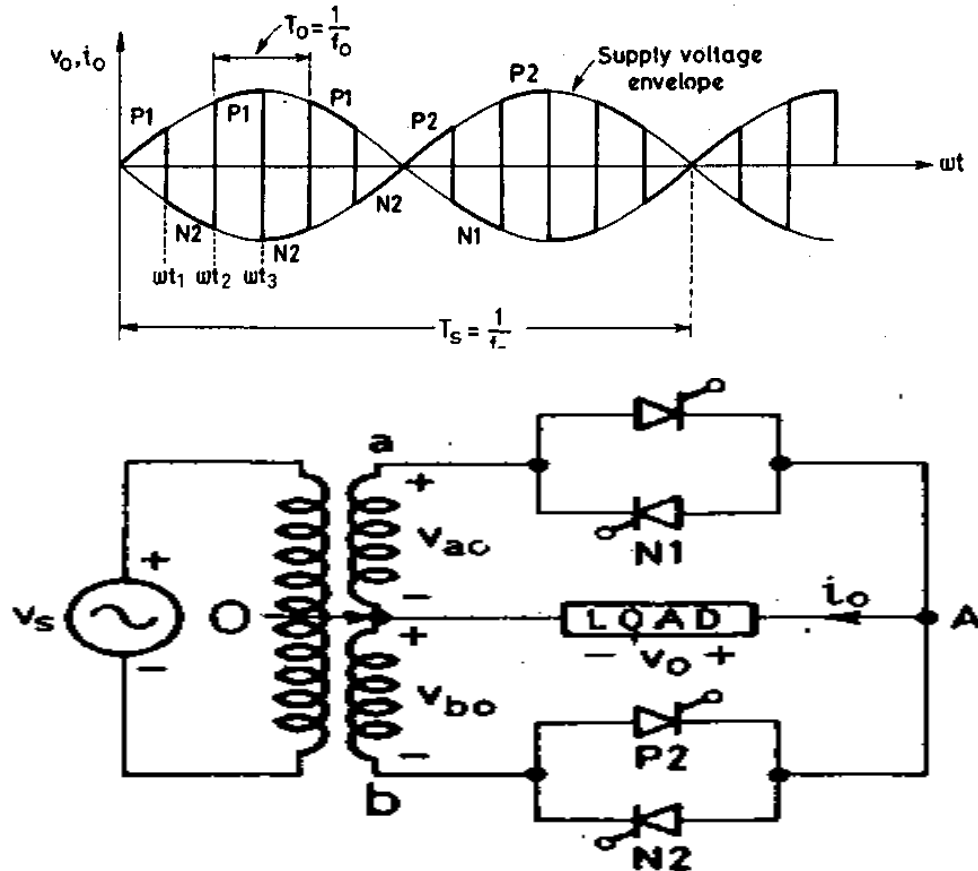 T₀ = 1/f₀
v₀, i₀
Supply voltage
envelope
P1 P1 P1 P2 P2
ωt
N2 N2 N2 N1
ωt₁ ωt₂ ωt₃
Tₛ = 1/f
a
+
v_ao
N1
−
+
vₛ
O
LOAD
i₀
A
−
+
− v₀ +
v_bo
P2
−
b
N2